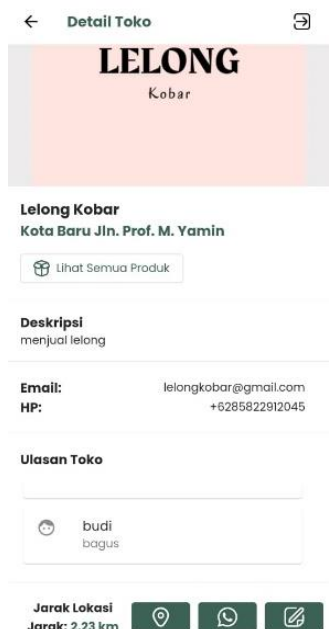 Detail Toko
LELONG
Kobar
Lelong Kobar
Kota Baru Jln. Prof. M. Yamin
Lihat Semua Produk
Deskripsi
menjual lelong
Email: lelongkobar@gmail.com
HP: +6285822912045
Ulasan Toko
budi
bagus
Jarak Lokasi
Jarak: 2.23 km